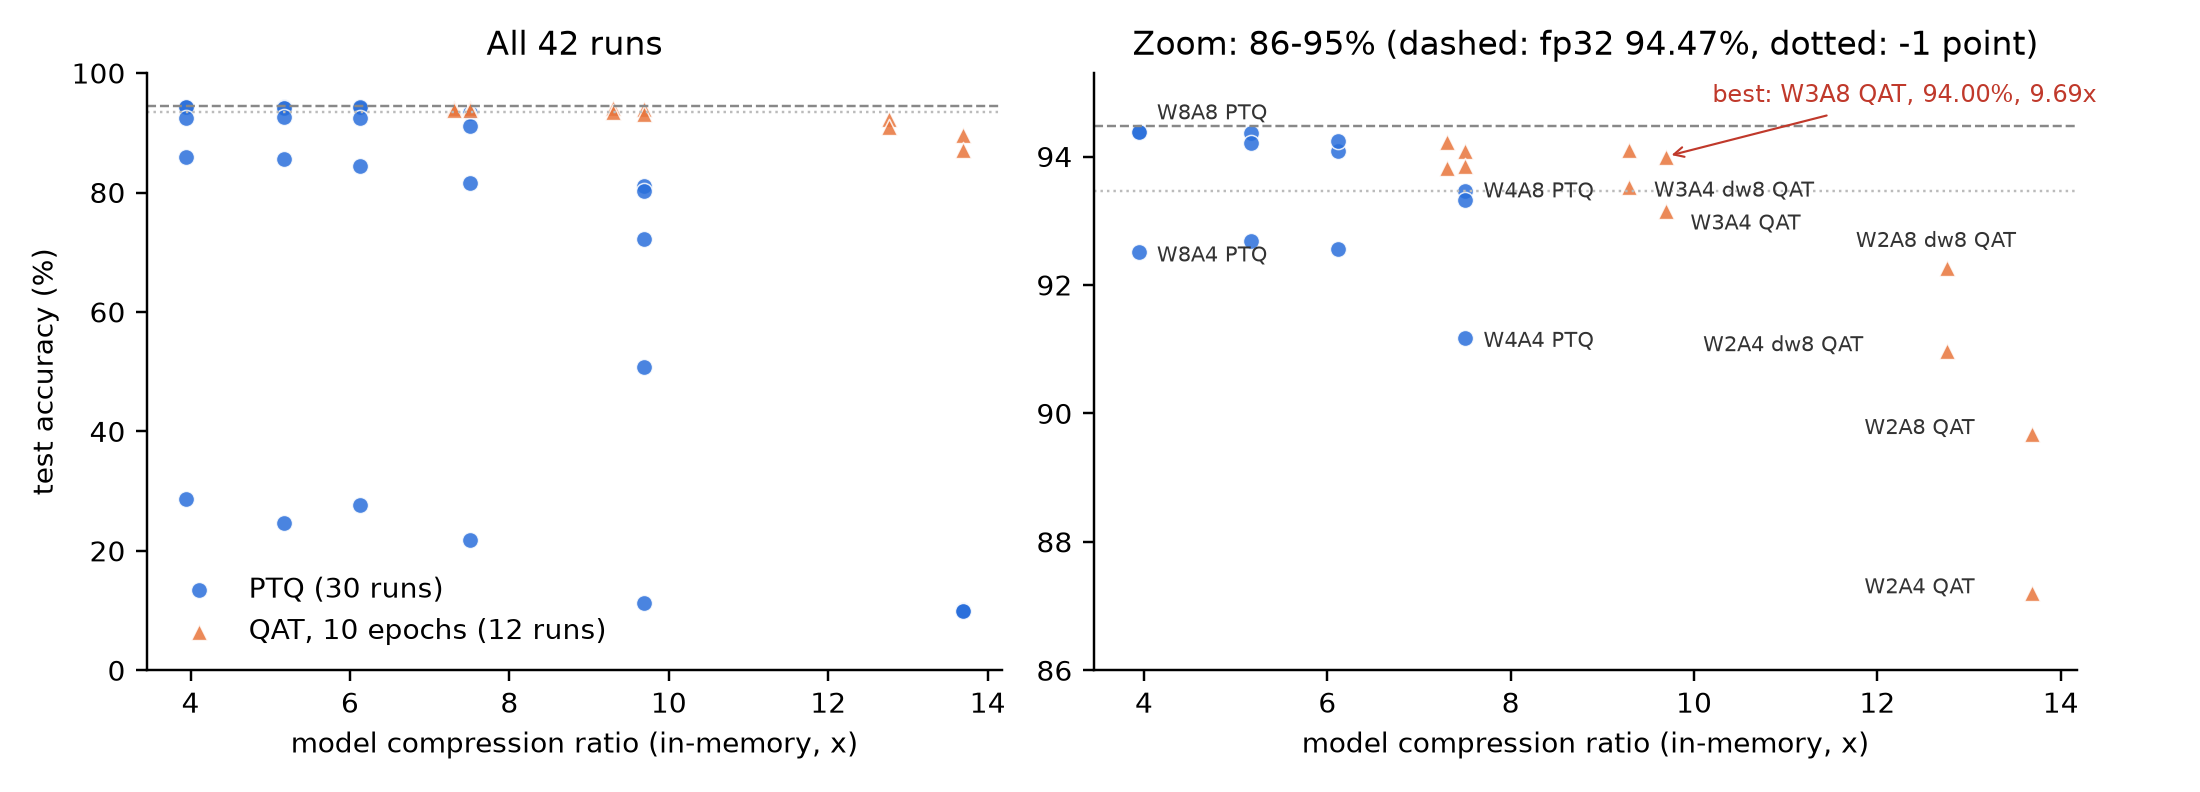 All 42 runs
100
80
60
40
20
0
test accuracy (%)
PTQ (30 runs)
QAT, 10 epochs (12 runs)
4 6 8 10 12 14
model compression ratio (in-memory, x)
Zoom: 86-95% (dashed: fp32 94.47%, dotted: -1 point)
best: W3A8 QAT, 94.00%, 9.69x
W8A8 PTQ
94
W4A8 PTQ
W3A4 dw8 QAT
W3A4 QAT
W2A8 dw8 QAT
W8A4 PTQ
92
W4A4 PTQ
W2A4 dw8 QAT
90
W2A8 QAT
88
W2A4 QAT
86
4 6 8 10 12 14
model compression ratio (in-memory, x)